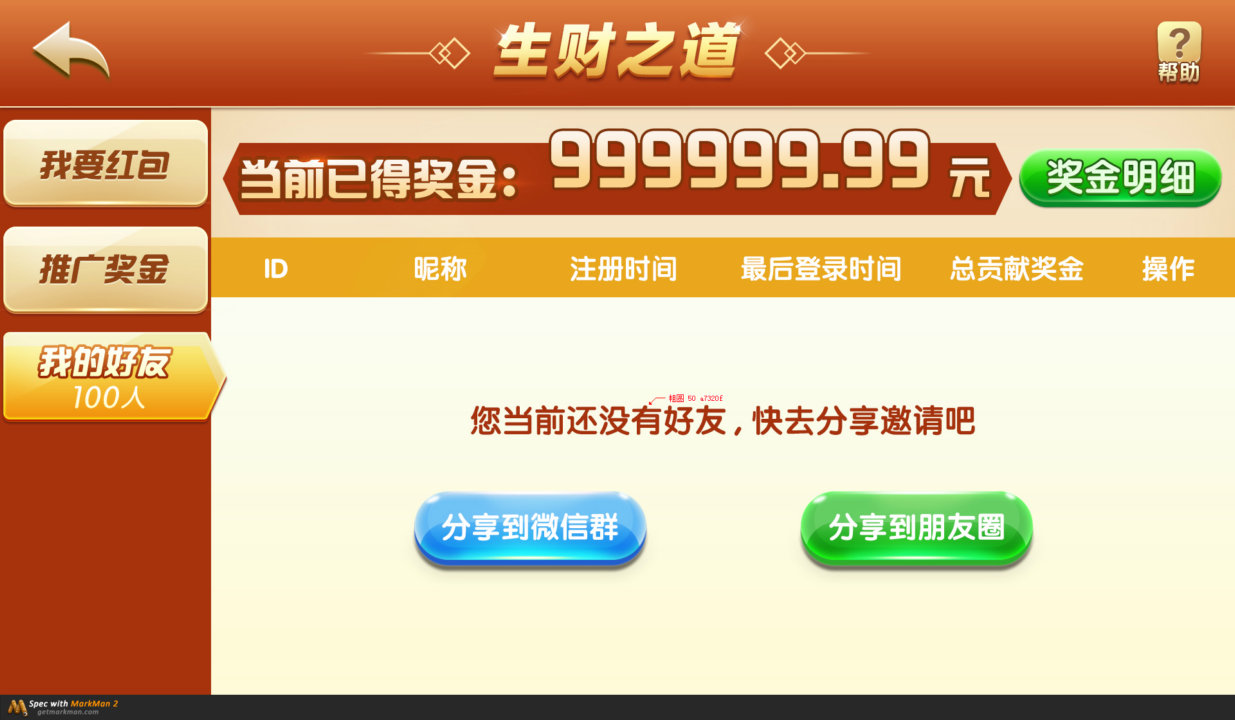 生财之道
?
帮助
我要红包
推广奖金
我的好友
100人
当前已得奖金：
999999.99 元
奖金明细
ID 昵称 注册时间 最后登录时间 总贡献奖金 操作
粗圆 50
您当前还没有好友，快去分享邀请吧
分享到微信群 分享到朋友圈
Spec with MarkMan 2
getmarkman.com